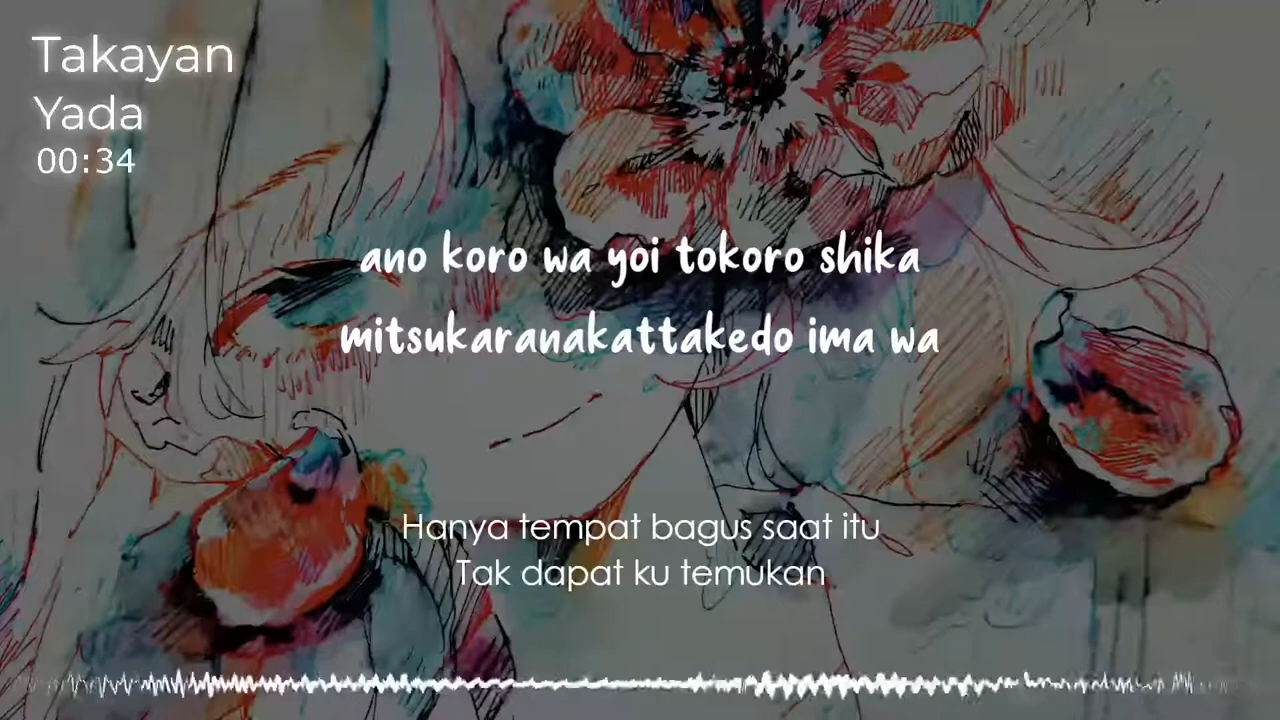 Takayan
Yada
00:34
ano koro wa yoi tokoro shika
mitsukaranakattakedo ima wa
Hanya tempat bagus saat itu
Tak dapat ku temukan